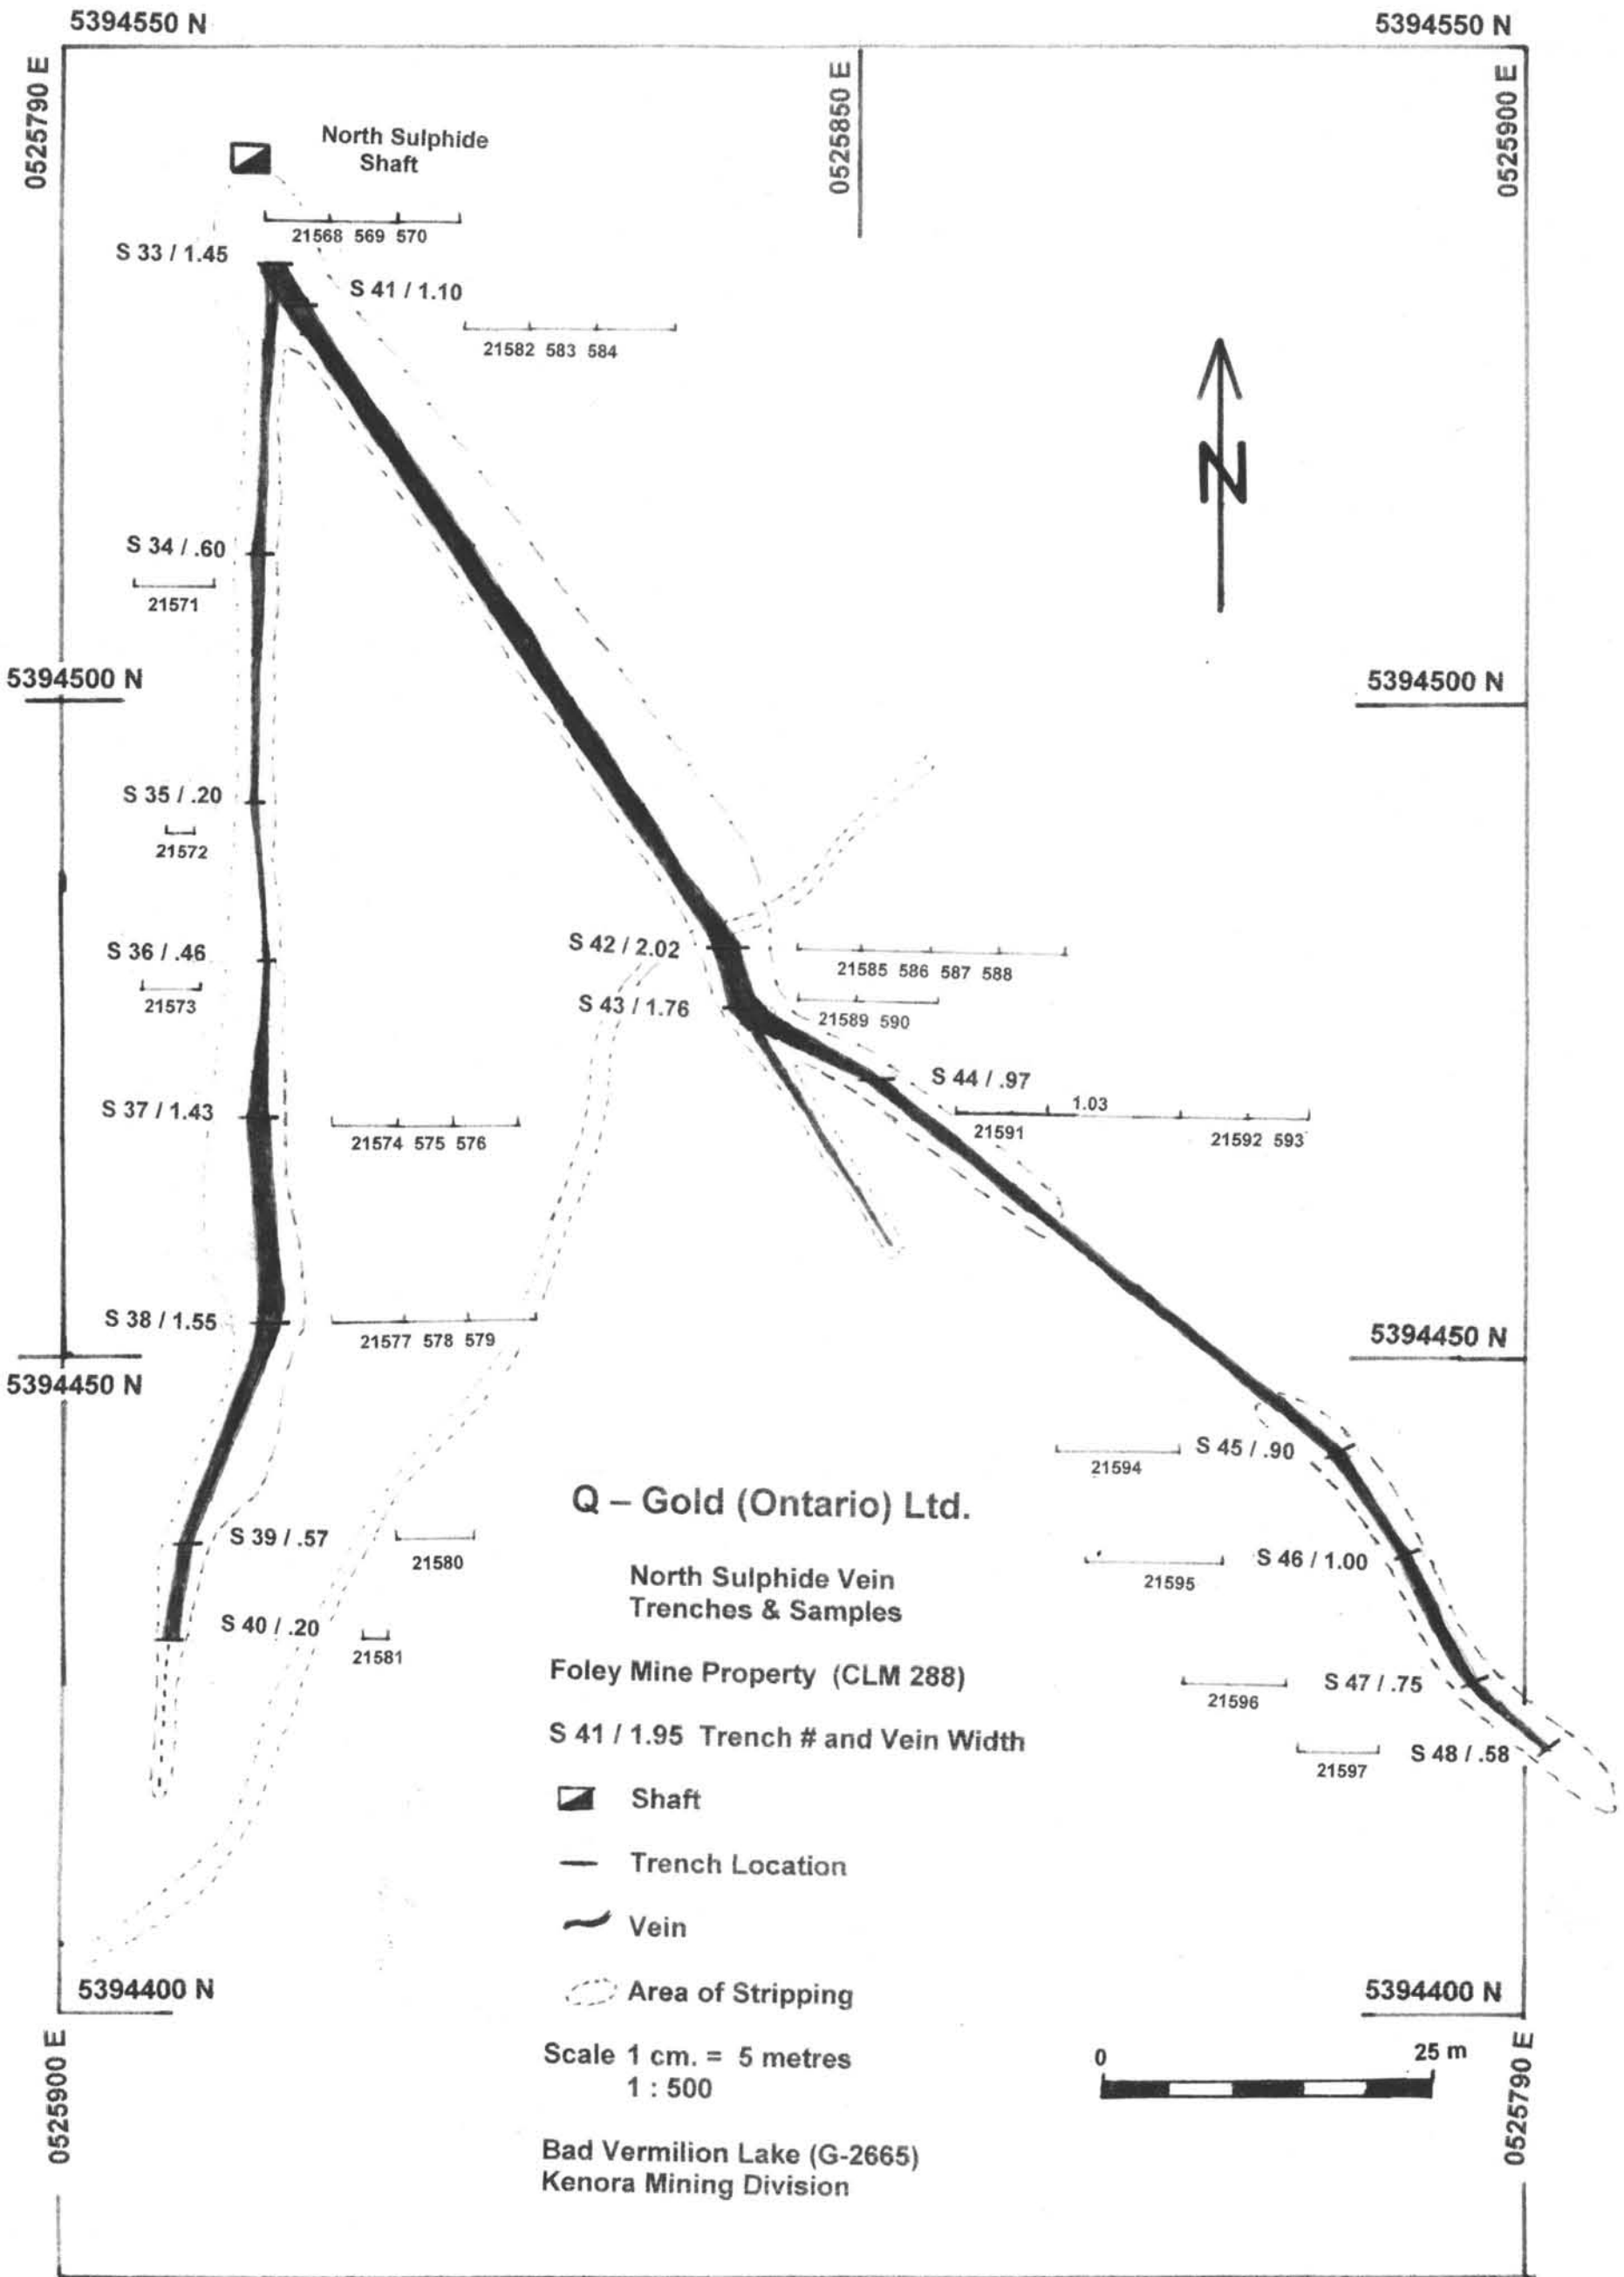 5394550 N
5394550 N
0525790 E
0525850 E
0525900 E
North Sulphide
Shaft
21568 569 570
S 33 / 1.45
S 41 / 1.10
21582 583 584
N
S 34 / .60
21571
5394500 N
5394500 N
S 35 / .20
21572
S 36 / .46
21573
S 42 / 2.02
21585 586 587 588
S 43 / 1.76
21589 590
S 44 / .97
1.03
21591
21592 593
S 37 / 1.43
21574 575 576
S 38 / 1.55
21577 578 579
5394450 N
5394450 N
S 45 / .90
21594
S 39 / .57
21580
S 46 / 1.00
21595
S 40 / .20
21581
S 47 / .75
21596
S 48 / .58
21597
Q – Gold (Ontario) Ltd.
North Sulphide Vein
Trenches & Samples
Foley Mine Property (CLM 288)
S 41 / 1.95 Trench # and Vein Width
Shaft
Trench Location
Vein
Area of Stripping
5394400 N
5394400 N
0525900 E
0525790 E
Scale 1 cm. = 5 metres
1 : 500
0
25 m
Bad Vermilion Lake (G-2665)
Kenora Mining Division